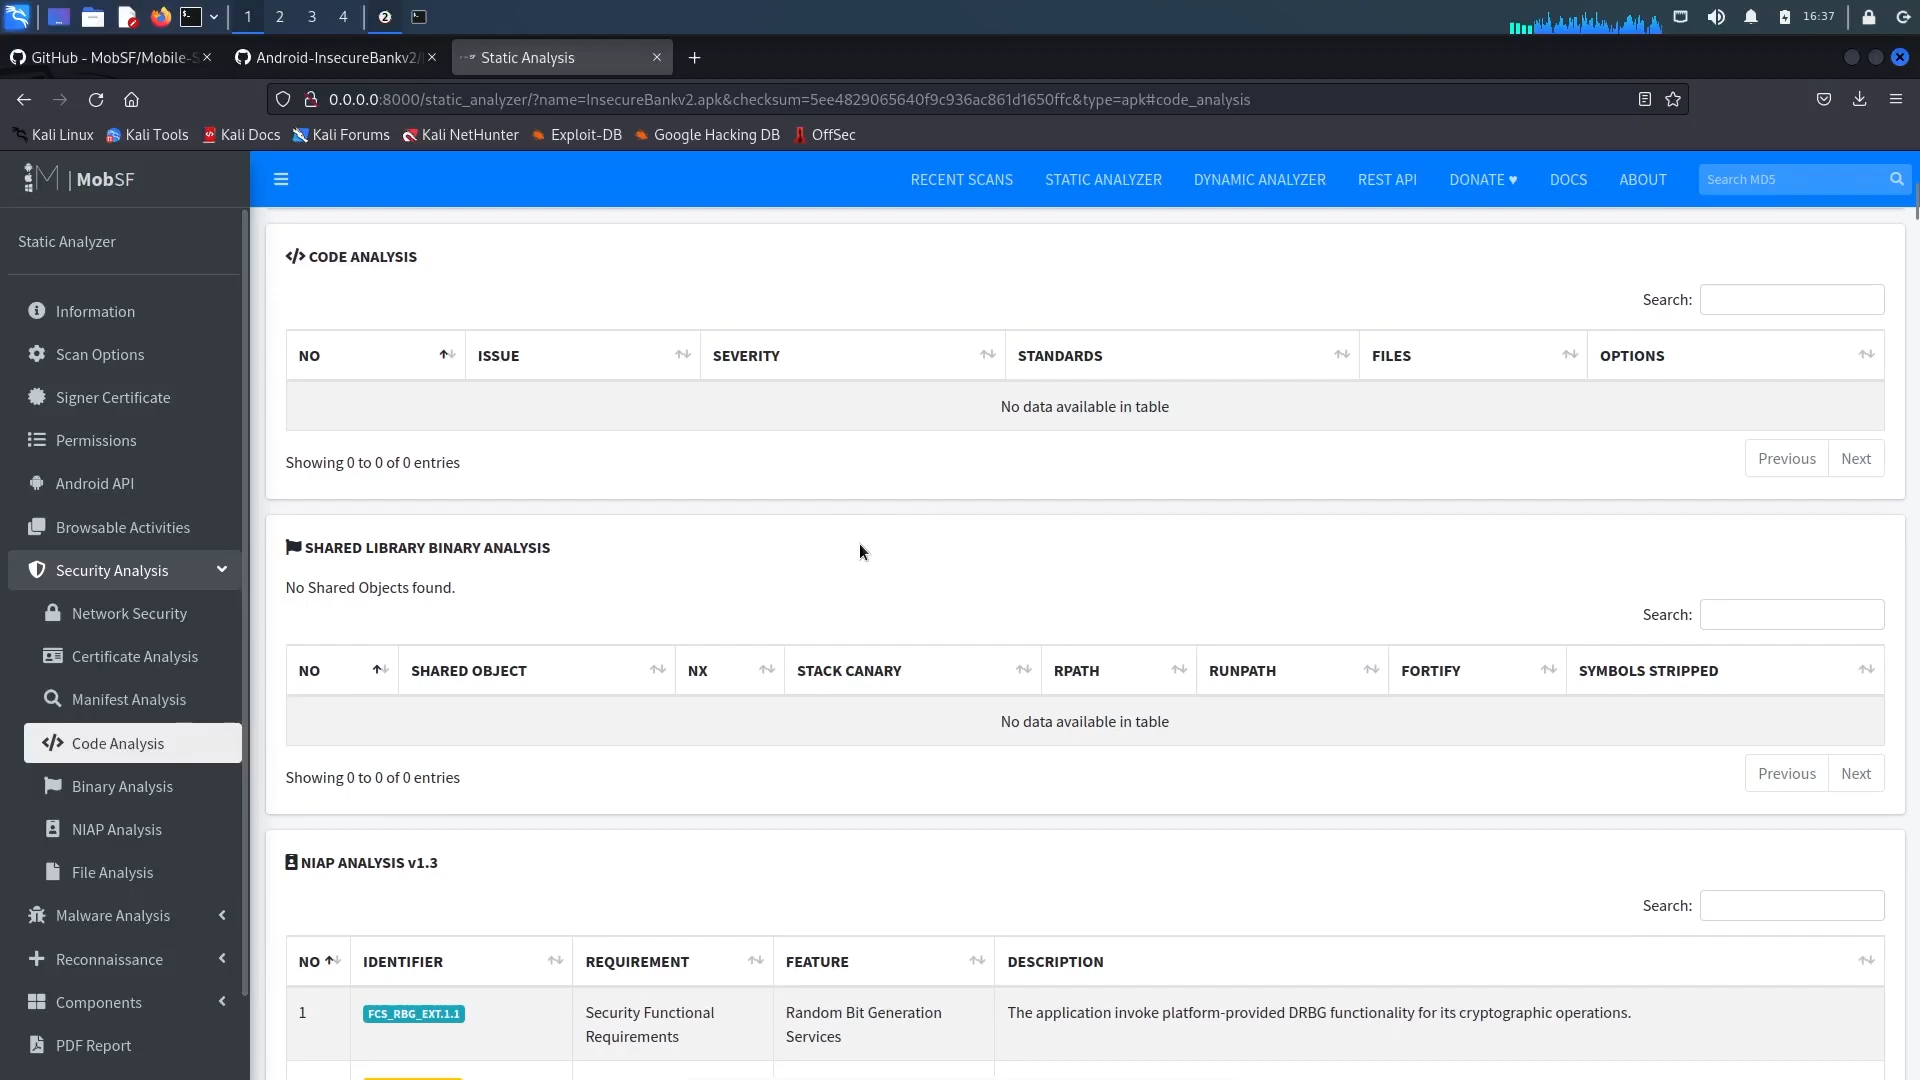 1 2 3 4 2 16:37
GitHub - MobSF/Mobile-S
Android-InsecureBankv2/
Static Analysis
0.0.0.0:8000/static_analyzer/?name=InsecureBankv2.apk&checksum=5ee4829065640f9c936ac861d1650ffc&type=apk#code_analysis
Kali Linux Kali Tools Kali Docs Kali Forums Kali NetHunter Exploit-DB Google Hacking DB OffSec
M | MobSF
RECENT SCANS STATIC ANALYZER DYNAMIC ANALYZER REST API DONATE ♥ DOCS ABOUT Search MD5
Static Analyzer
Information
Scan Options
Signer Certificate
Permissions
Android API
Browsable Activities
Security Analysis
Network Security
Certificate Analysis
Manifest Analysis
Code Analysis
Binary Analysis
NIAP Analysis
File Analysis
Malware Analysis
Reconnaissance
Components
PDF Report
</> CODE ANALYSIS
Search:
NO ISSUE SEVERITY STANDARDS FILES OPTIONS
No data available in table
Showing 0 to 0 of 0 entries
Previous Next
SHARED LIBRARY BINARY ANALYSIS
No Shared Objects found.
Search:
NO SHARED OBJECT NX STACK CANARY RPATH RUNPATH FORTIFY SYMBOLS STRIPPED
No data available in table
Showing 0 to 0 of 0 entries
Previous Next
NIAP ANALYSIS v1.3
Search:
NO IDENTIFIER REQUIREMENT FEATURE DESCRIPTION
1 FCS_RBG_EXT.1.1 Security Functional Requirements Random Bit Generation Services The application invoke platform-provided DRBG functionality for its cryptographic operations.